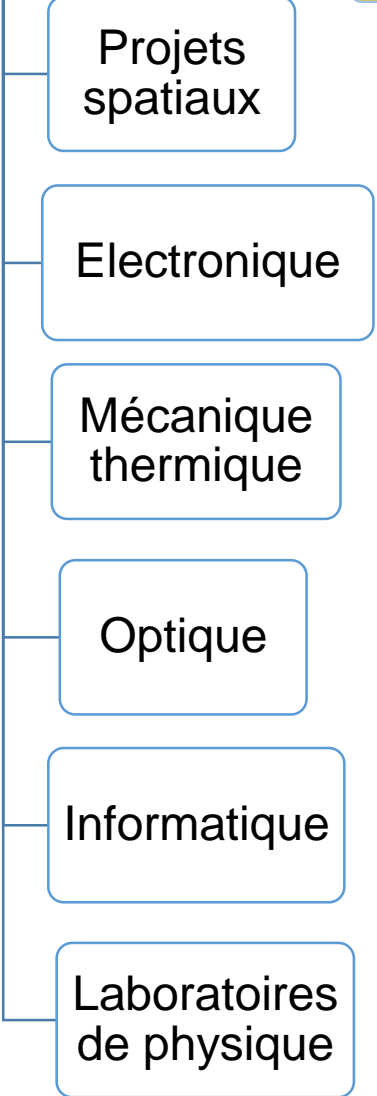 Projets
spatiaux
Electronique
Mécanique
thermique
Optique
Informatique
Laboratoires
de physique